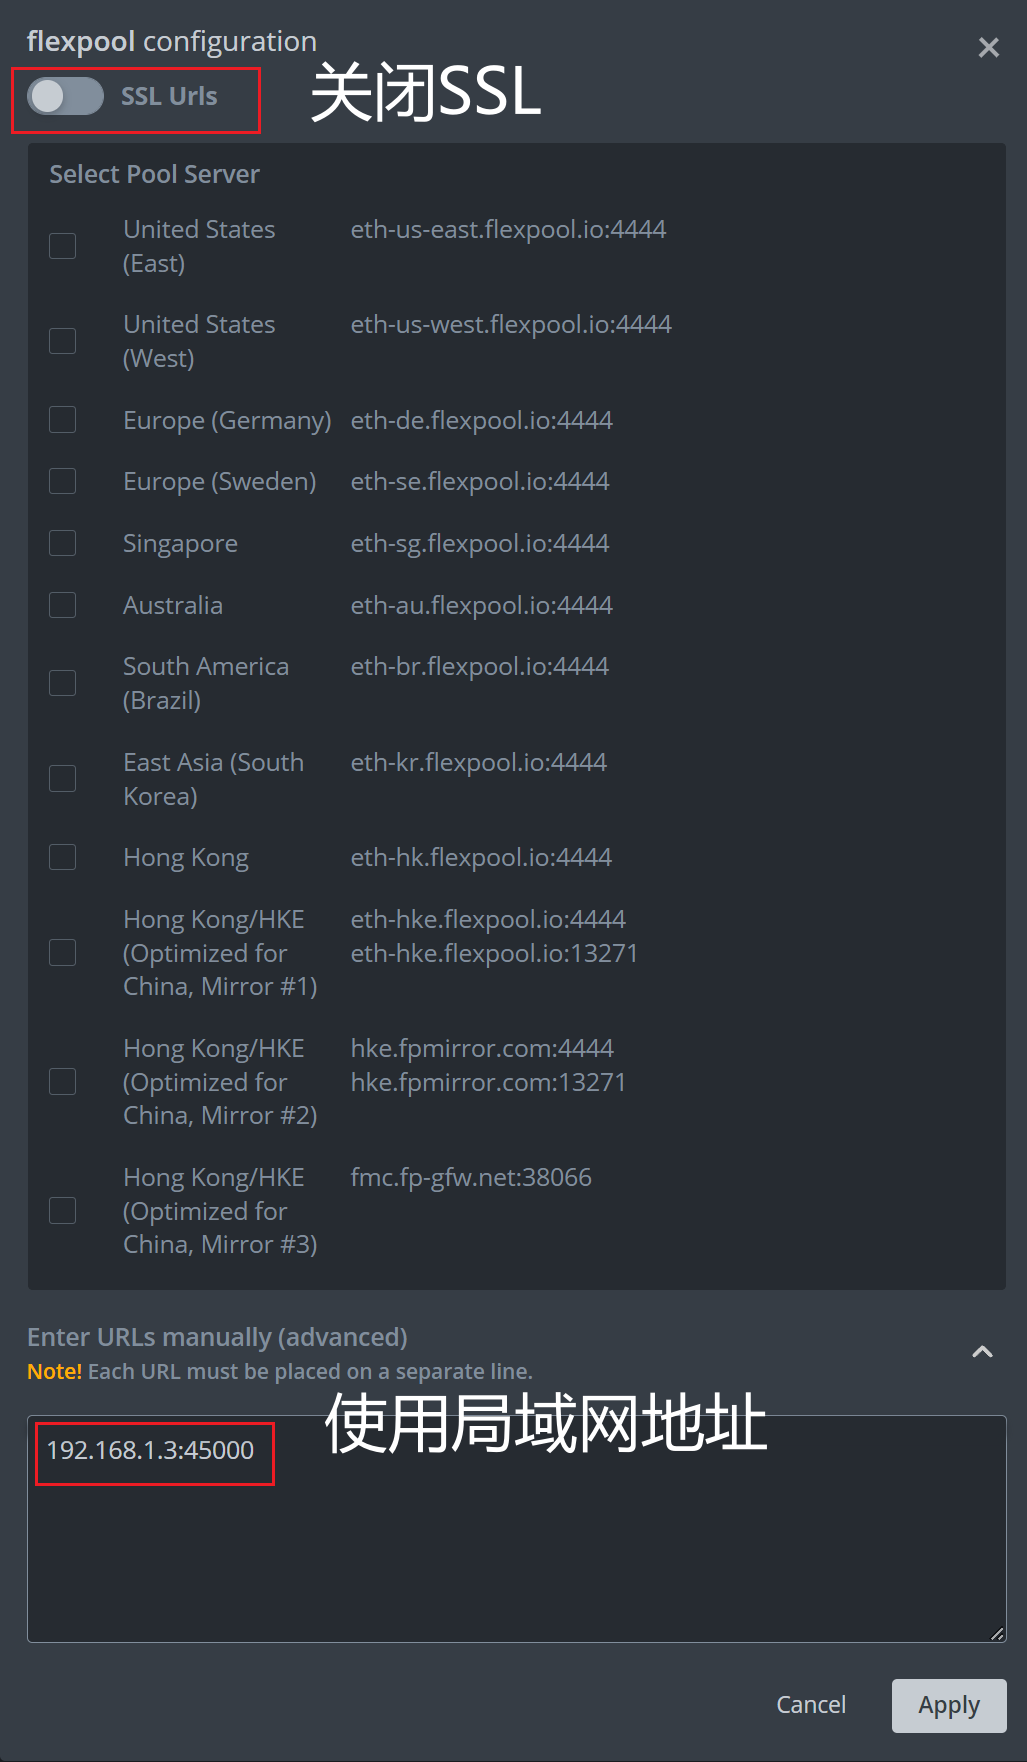 flexpool configuration
SSL Urls
关闭SSL
Select Pool Server
United States
(East)
eth-us-east.flexpool.io:4444
United States
(West)
eth-us-west.flexpool.io:4444
Europe (Germany)
eth-de.flexpool.io:4444
Europe (Sweden)
eth-se.flexpool.io:4444
Singapore
eth-sg.flexpool.io:4444
Australia
eth-au.flexpool.io:4444
South America
(Brazil)
eth-br.flexpool.io:4444
East Asia (South
Korea)
eth-kr.flexpool.io:4444
Hong Kong
eth-hk.flexpool.io:4444
Hong Kong/HKE
(Optimized for
China, Mirror #1)
eth-hke.flexpool.io:4444
eth-hke.flexpool.io:13271
Hong Kong/HKE
(Optimized for
China, Mirror #2)
hke.fpmirror.com:4444
hke.fpmirror.com:13271
Hong Kong/HKE
(Optimized for
China, Mirror #3)
fmc.fp-gfw.net:38066
Enter URLs manually (advanced)
Note! Each URL must be placed on a separate line.
使用局域网地址
192.168.1.3:45000
Cancel
Apply